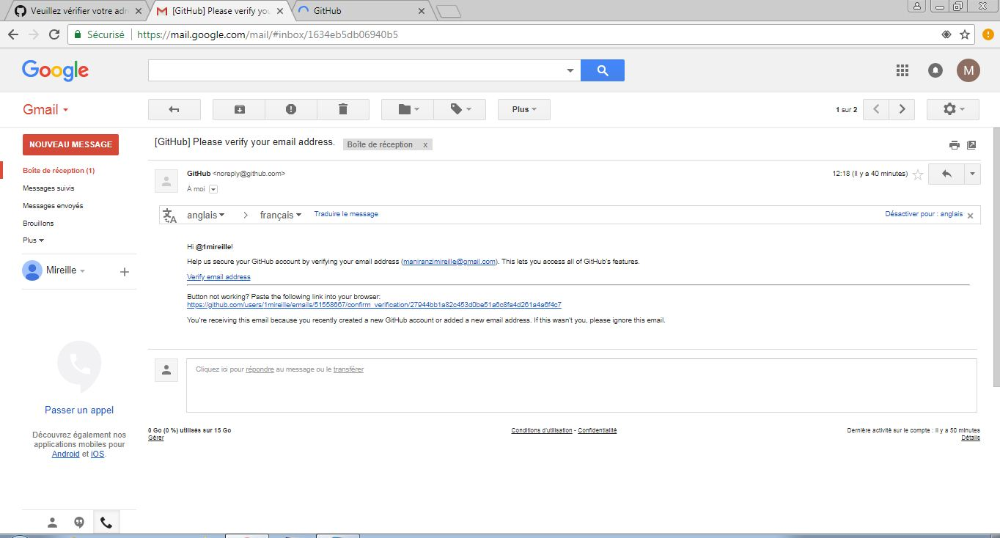 Veuillez vérifier votre adr
[GitHub] Please verify you
GitHub
Sécurisé
https://mail.google.com/mail/#inbox/1634eb5db06940b5
Google
M
Gmail
Plus
1 sur 2
NOUVEAU MESSAGE
[GitHub] Please verify your email address.
Boîte de réception x
Boîte de réception (1)
GitHub <noreply@github.com>
12:18 (Il y a 40 minutes)
Messages suivis
À moi
Messages envoyés
Brouillons
anglais
français
Traduire le message
Désactiver pour : anglais
Plus
Hi @1mireille!
Help us secure your GitHub account by verifying your email address (maniranzimireille@gmail.com). This lets you access all of GitHub's features.
Mireille
Verify email address
Button not working? Paste the following link into your browser:
https://github.com/users/1mireille/emails/51558667/confirm_verification/27944bb1a82c453d0be51a6c8fa4d261a4a6f4c7
You're receiving this email because you recently created a new GitHub account or added a new email address. If this wasn't you, please ignore this email.
Cliquez ici pour répondre au message ou le transférer
Passer un appel
Découvrez également nos
applications mobiles pour
Android et iOS.
0 Go (0 %) utilisés sur 15 Go
Gérer
Conditions d'utilisation - Confidentialité
Dernière activité sur le compte : Il y a 50 minutes
Détails